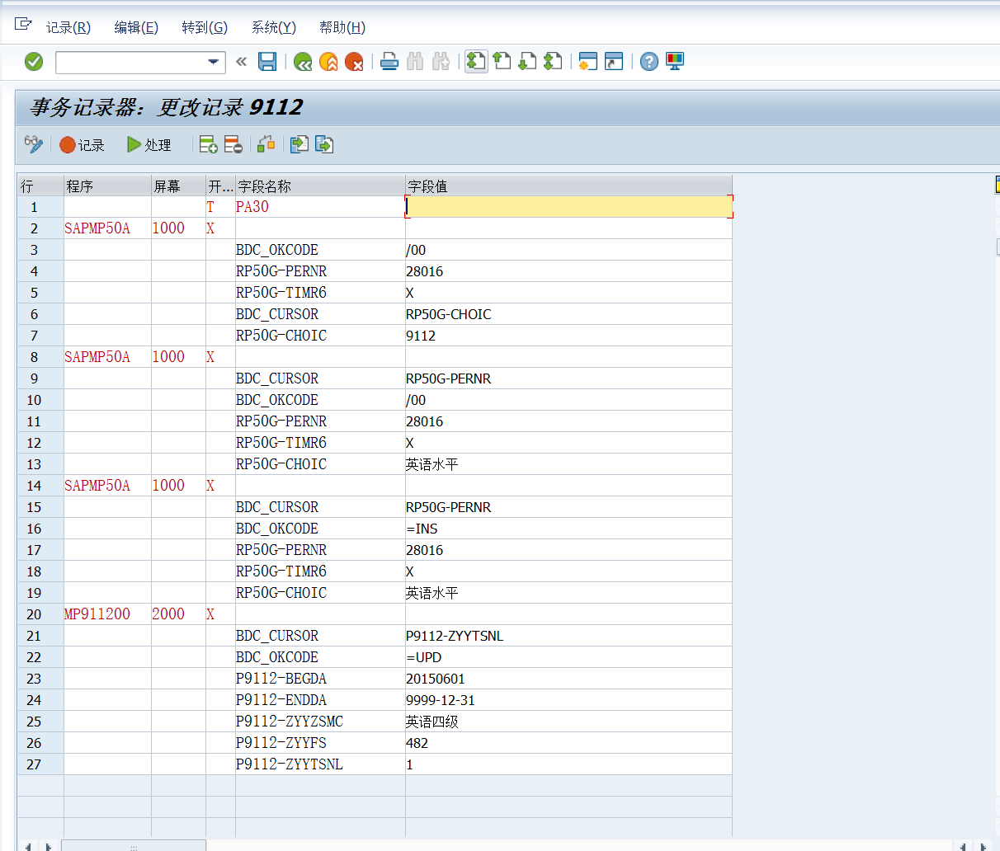 记录(R) 编辑(E) 转到(G) 系统(Y) 帮助(H)
事务记录器：更改记录 9112
记录 处理
行 程序 屏幕 开... 字段名称 字段值
1 T PA30
2 SAPMP50A 1000 X
3 BDC_OKCODE /00
4 RP50G-PERNR 28016
5 RP50G-TIMR6 X
6 BDC_CURSOR RP50G-CHOIC
7 RP50G-CHOIC 9112
8 SAPMP50A 1000 X
9 BDC_CURSOR RP50G-PERNR
10 BDC_OKCODE /00
11 RP50G-PERNR 28016
12 RP50G-TIMR6 X
13 RP50G-CHOIC 英语水平
14 SAPMP50A 1000 X
15 BDC_CURSOR RP50G-PERNR
16 BDC_OKCODE =INS
17 RP50G-PERNR 28016
18 RP50G-TIMR6 X
19 RP50G-CHOIC 英语水平
20 MP911200 2000 X
21 BDC_CURSOR P9112-ZYYTSNL
22 BDC_OKCODE =UPD
23 P9112-BEGDA 20150601
24 P9112-ENDDA 9999-12-31
25 P9112-ZYYZSMC 英语四级
26 P9112-ZYYFS 482
27 P9112-ZYYTSNL 1